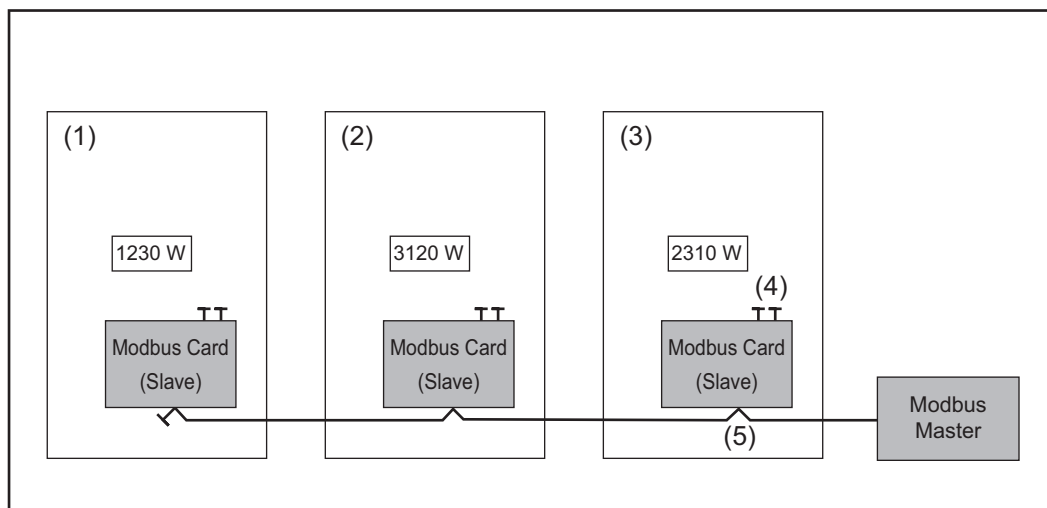 (1)
(2)
(3)
1230 W
3120 W
2310 W
(4)
Modbus Card
(Slave)
Modbus Card
(Slave)
Modbus Card
(Slave)
Modbus
Master
(5)